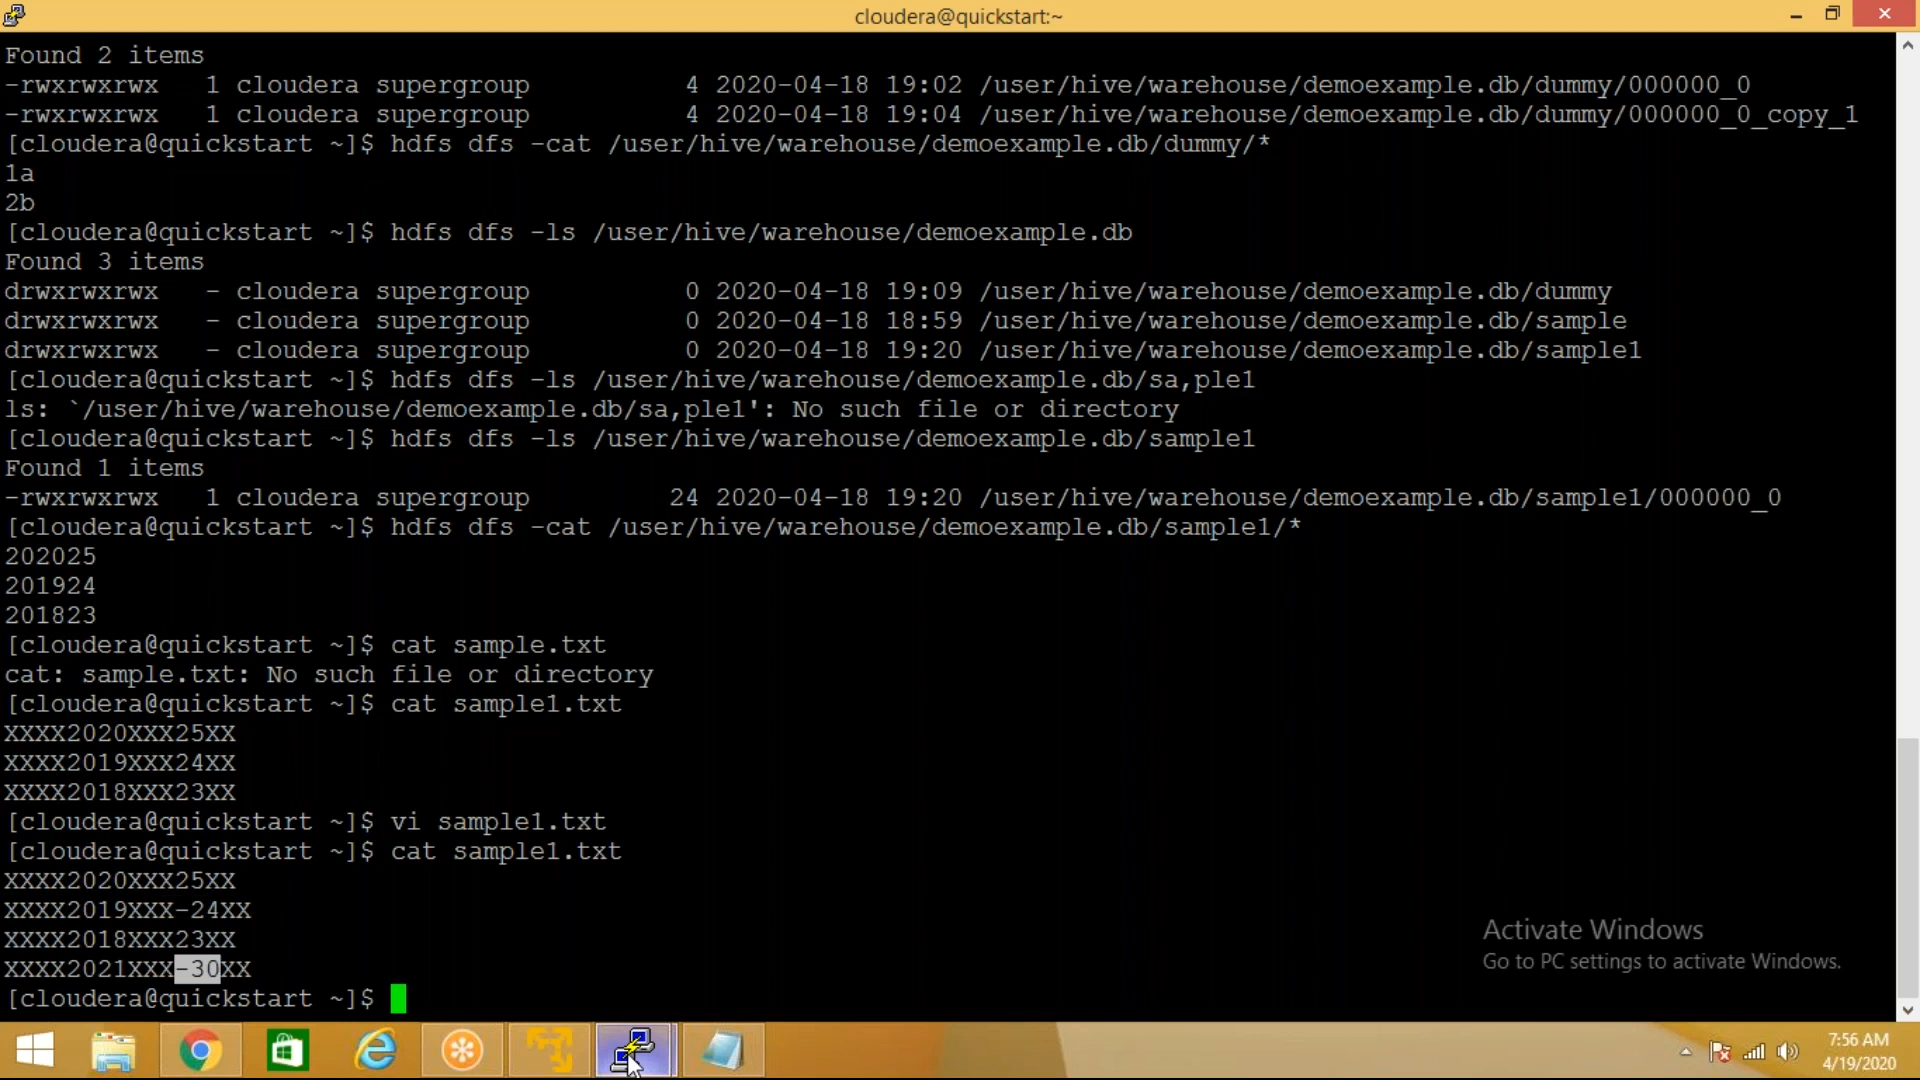 cloudera@quickstart:~
Found 2 items
-rwxrwxrwx   1 cloudera supergroup          4 2020-04-18 19:02 /user/hive/warehouse/demoexample.db/dummy/000000_0
-rwxrwxrwx   1 cloudera supergroup          4 2020-04-18 19:04 /user/hive/warehouse/demoexample.db/dummy/000000_0_copy_1
[cloudera@quickstart ~]$ hdfs dfs -cat /user/hive/warehouse/demoexample.db/dummy/*
1a
2b
[cloudera@quickstart ~]$ hdfs dfs -ls /user/hive/warehouse/demoexample.db
Found 3 items
drwxrwxrwx   - cloudera supergroup          0 2020-04-18 19:09 /user/hive/warehouse/demoexample.db/dummy
drwxrwxrwx   - cloudera supergroup          0 2020-04-18 18:59 /user/hive/warehouse/demoexample.db/sample
drwxrwxrwx   - cloudera supergroup          0 2020-04-18 19:20 /user/hive/warehouse/demoexample.db/sample1
[cloudera@quickstart ~]$ hdfs dfs -ls /user/hive/warehouse/demoexample.db/sa,ple1
ls: `/user/hive/warehouse/demoexample.db/sa,ple1': No such file or directory
[cloudera@quickstart ~]$ hdfs dfs -ls /user/hive/warehouse/demoexample.db/sample1
Found 1 items
-rwxrwxrwx   1 cloudera supergroup         24 2020-04-18 19:20 /user/hive/warehouse/demoexample.db/sample1/000000_0
[cloudera@quickstart ~]$ hdfs dfs -cat /user/hive/warehouse/demoexample.db/sample1/*
202025
201924
201823
[cloudera@quickstart ~]$ cat sample.txt
cat: sample.txt: No such file or directory
[cloudera@quickstart ~]$ cat sample1.txt
XXXX2020XXX25XX
XXXX2019XXX24XX
XXXX2018XXX23XX
[cloudera@quickstart ~]$ vi sample1.txt
[cloudera@quickstart ~]$ cat sample1.txt
XXXX2020XXX25XX
XXXX2019XXX-24XX
XXXX2018XXX23XX
XXXX2021XXX-30XX
[cloudera@quickstart ~]$
Activate Windows
Go to PC settings to activate Windows.
7:56 AM
4/19/2020